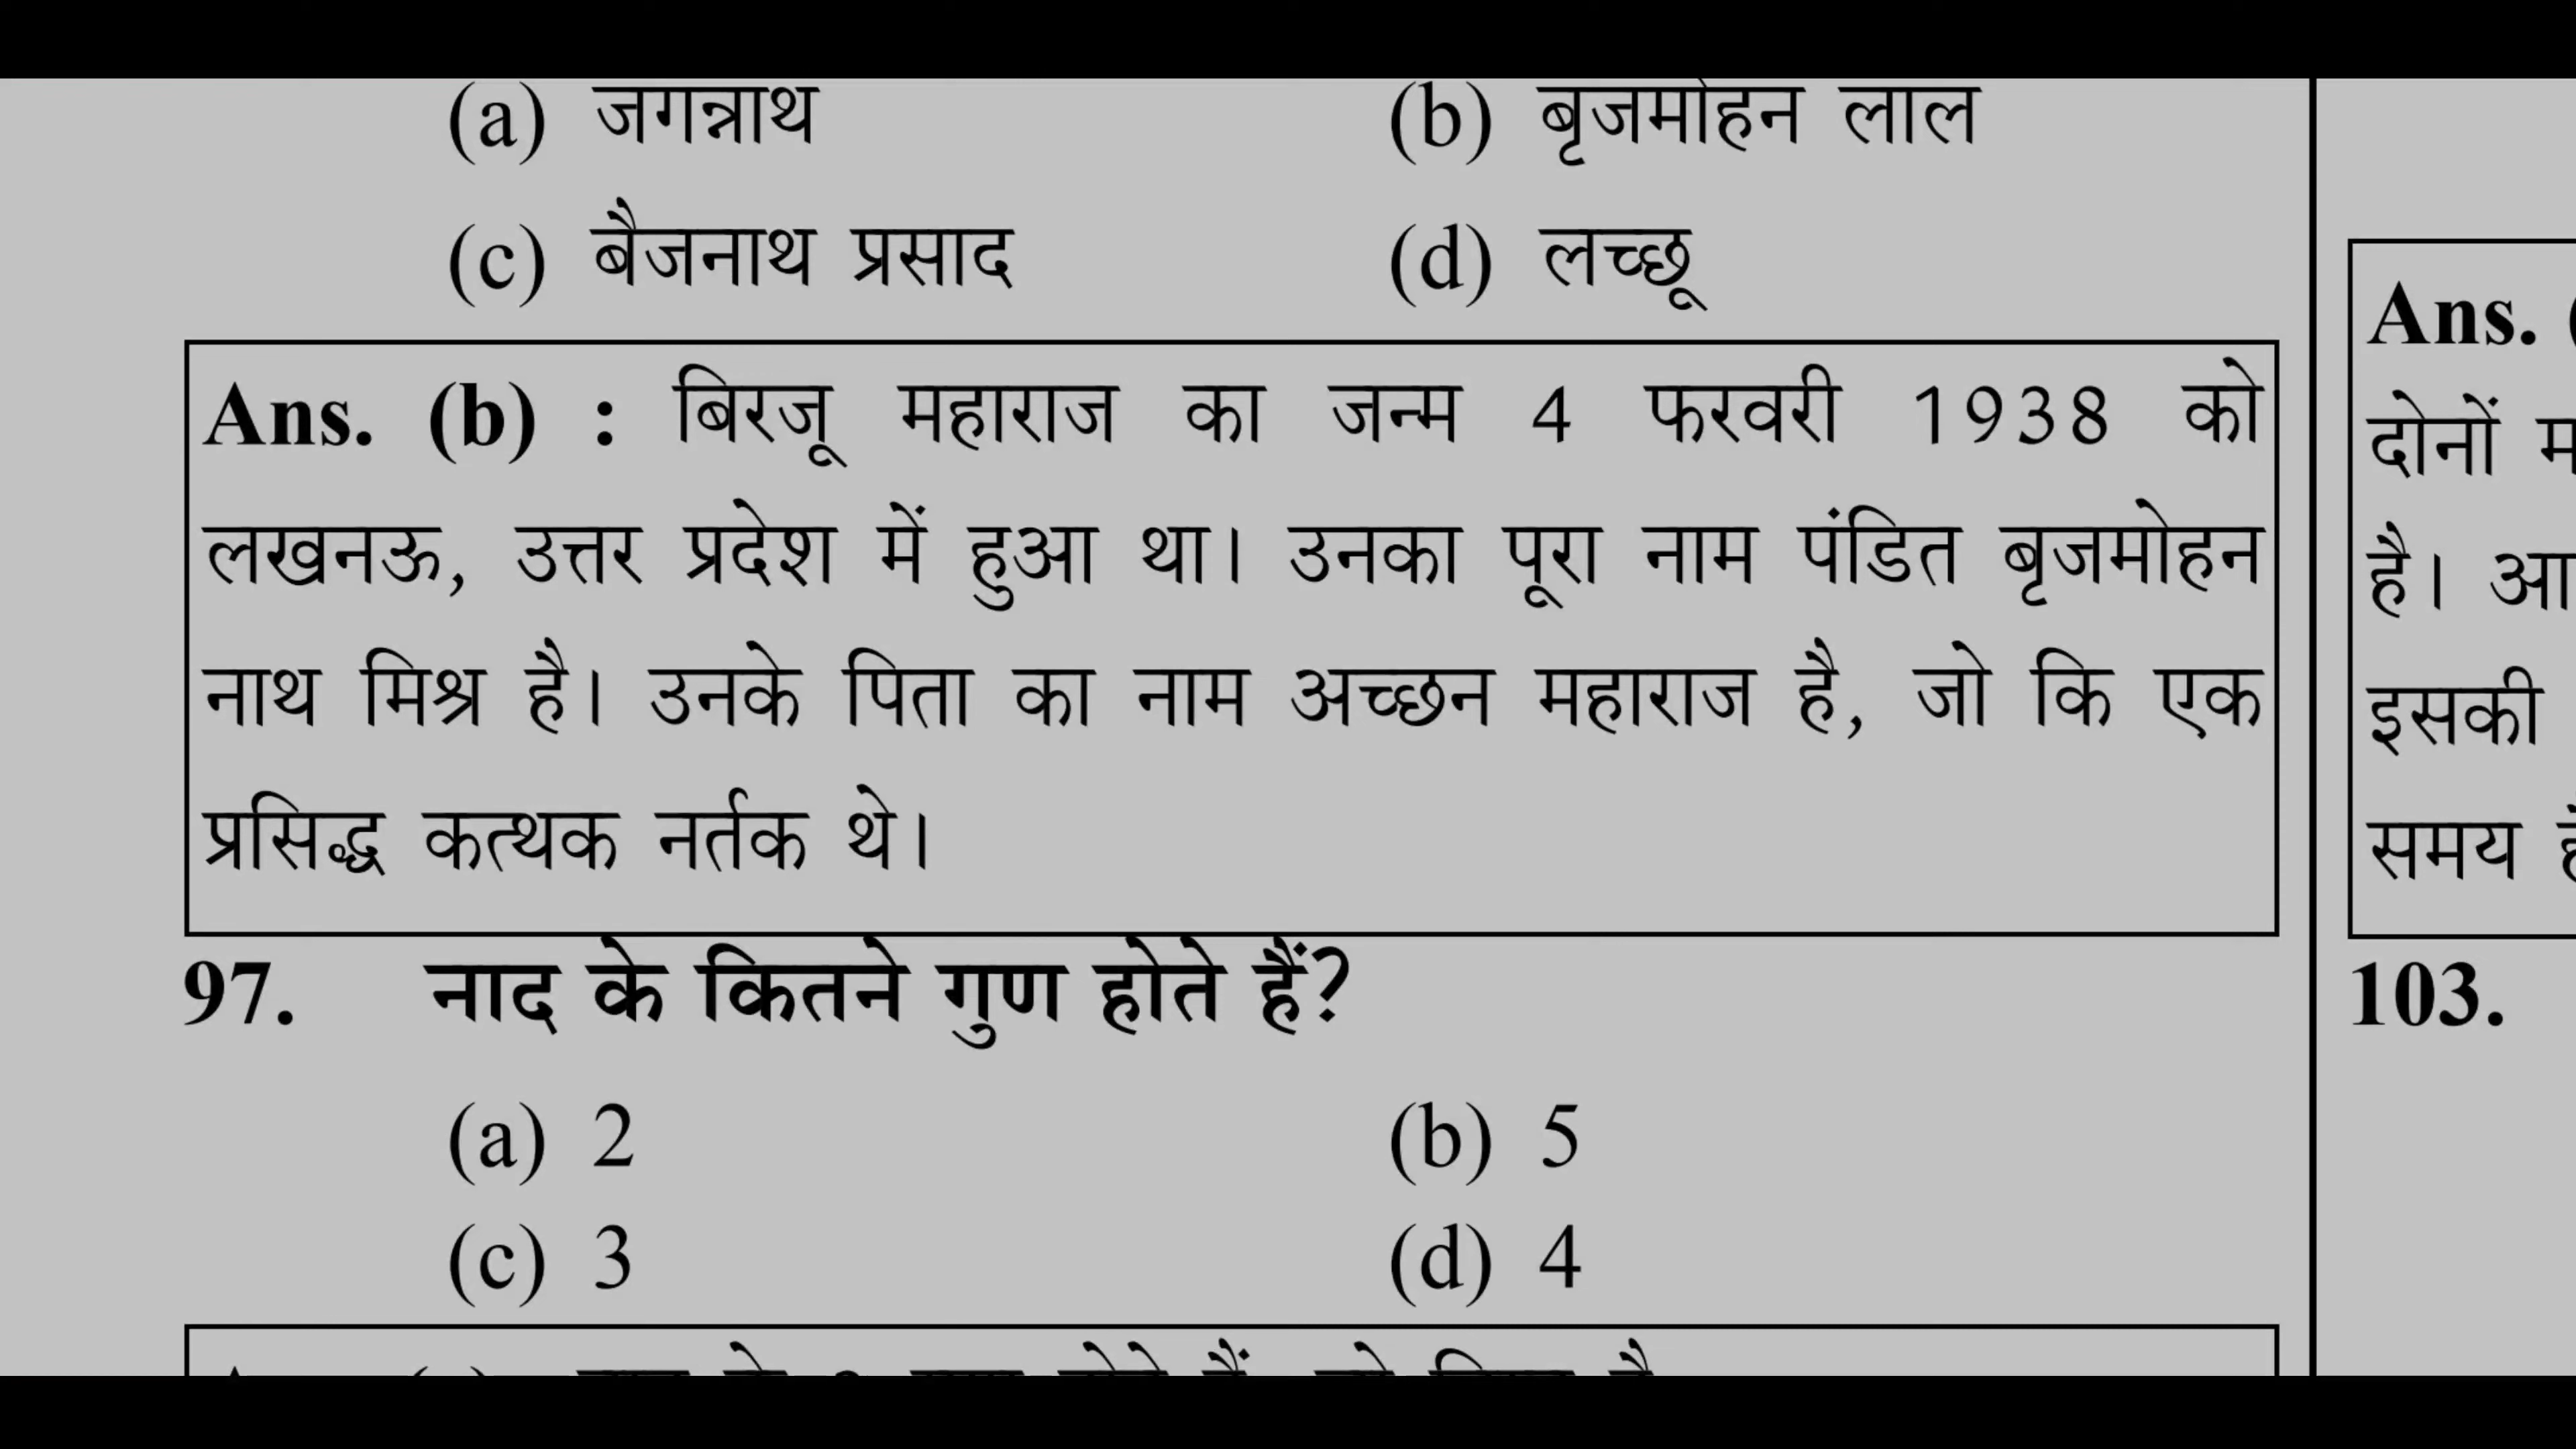 (a) जगन्नाथ (b) बृजमोहन लाल
(c) बैजनाथ प्रसाद (d) लच्छू
Ans. (b) : बिरजू महाराज का जन्म 4 फरवरी 1938 को
लखनऊ, उत्तर प्रदेश में हुआ था। उनका पूरा नाम पंडित बृजमोहन
नाथ मिश्र है। उनके पिता का नाम अच्छन महाराज है, जो कि एक
प्रसिद्ध कत्थक नर्तक थे।
97. नाद के कितने गुण होते हैं?
(a) 2 (b) 5
(c) 3 (d) 4
Ans.
दोनों
है। आ
इसकी
समय
103.